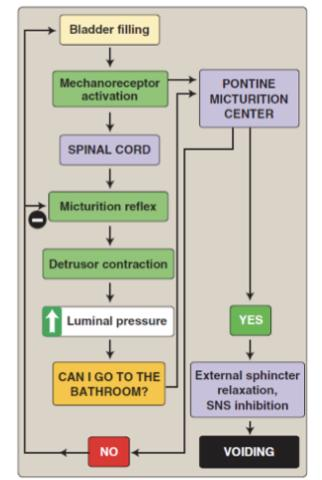 Bladder filling
Mechanoreceptor
activation
PONTINE
MICTURITION
CENTER
SPINAL CORD
Micturition reflex
Detrusor contraction
Luminal pressure
YES
CAN I GO TO THE
BATHROOM?
External sphincter
relaxation,
SNS inhibition
NO
VOIDING